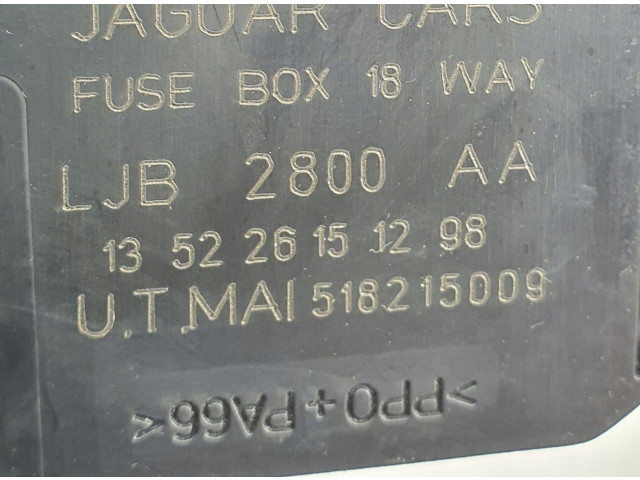 JAGUAR CARS
FUSE BOX 18 WAY
LJB 2800 AA
13 52 26 15 12 98
U.T.MAI 518215009
>PPO+PA66<